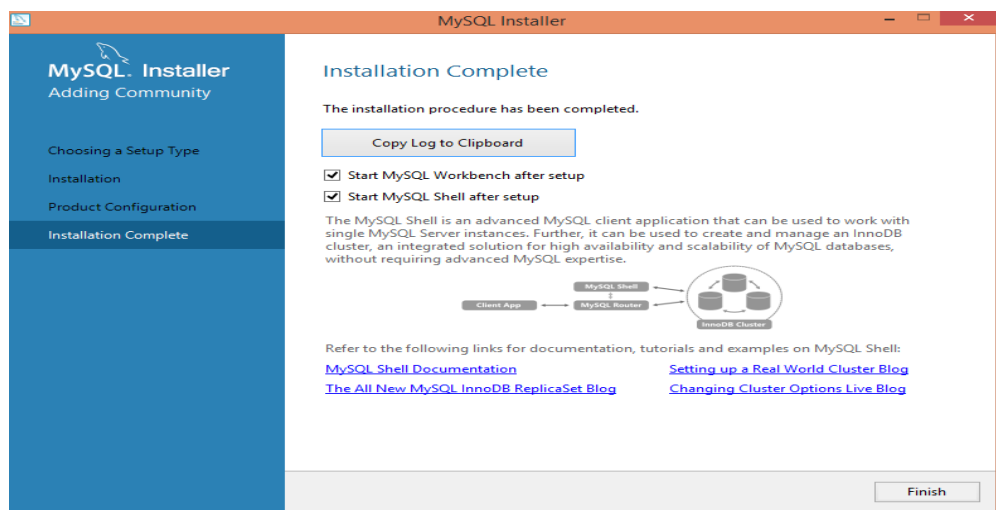 MySQL Installer
MySQL. Installer
Adding Community
Choosing a Setup Type
Installation
Product Configuration
Installation Complete
Installation Complete
The installation procedure has been completed.
Copy Log to Clipboard
Start MySQL Workbench after setup
Start MySQL Shell after setup
The MySQL Shell is an advanced MySQL client application that can be used to work with
single MySQL Server instances. Further, it can be used to create and manage an InnoDB
cluster, an integrated solution for high availability and scalability of MySQL databases,
without requiring advanced MySQL expertise.
MySQL Shell
Client App
MySQL Router
InnoDB Cluster
Refer to the following links for documentation, tutorials and examples on MySQL Shell:
MySQL Shell Documentation
Setting up a Real World Cluster Blog
The All New MySQL InnoDB ReplicaSet Blog
Changing Cluster Options Live Blog
Finish